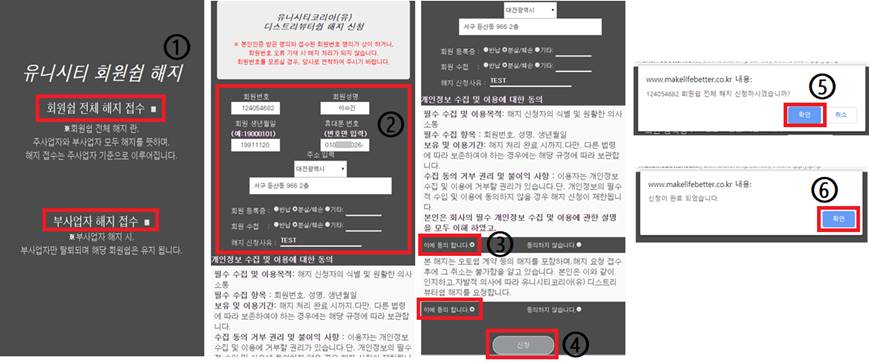 ①
유니시티 회원쉽 해지
회원쉽 전체 해지 접수 ■
※회원쉽 전체 해지 란,
주사업자와 부사업자 모두 해지를 뜻하며,
해지 접수는 주사업자 기준으로 이루어집니다.
부사업자 해지 접수 ■
※부사업자 해지 시,
부사업자만 탈퇴되며 해당 회원쉽은 유지 됩니다.
유니시티코리아(유)
디스트리뷰터쉽 해지 신청
※ 본인인증 받은 명의와 접수된 회원번호 명의가 상이 하거나,
회원번호 오류 기재 시 해지 처리가 되지 않습니다.
회원번호를 모르실 경우, 당사로 연락하여 주시기 바랍니다.
②
회원번호 회원성명
124054682 이수진
회원 생년월일 휴대폰 번호
(예:19000101) (번호만 입력)
19911120 010 026-
주소 입력
대전광역시
서구 둔산동 966 2층
회원 등록증 : 반납 분실/훼손 기타:
회원 수첩 : 반납 분실/훼손 기타:
해지 신청사유 : TEST
개인정보 수집 및 이용에 대한 동의
필수 수집 및 이용목적: 해지 신청자의 식별 및 원활한 의사
소통
필수 수집 항목 : 회원번호, 성명, 생년월일
보유 및 이용기간: 해지 처리 완료 시까지.다만, 다른 법령
에 따라 보존하여야 하는 경우에는 해당 규정에 따라 보관합
니다.
수집 동의 거부 권리 및 불이익 사항 : 이용자는 개인정보
수집 및 이용에 거부할 권리가 있습니다.단, 개인정보의 필수
대전광역시
서구 둔산동 966 2층
회원 등록증 : 반납 분실/훼손 기타:
회원 수첩 : 반납 분실/훼손 기타:
해지 신청사유 : TEST
개인정보 수집 및 이용에 대한 동의
필수 수집 및 이용목적: 해지 신청자의 식별 및 원활한 의사
소통
필수 수집 항목 : 회원번호, 성명, 생년월일
보유 및 이용기간: 해지 처리 완료 시까지.다만, 다른 법령
에 따라 보존하여야 하는 경우에는 해당 규정에 따라 보관합
니다.
수집 동의 거부 권리 및 불이익 사항 : 이용자는 개인정보
수집 및 이용에 거부할 권리가 있습니다.단, 개인정보의 필수
적 수집 및 이용에 동의하지 않을 경우 해지 신청이 제한됩니
다.
본인은 회사의 필수 개인정보 수집 및 이용에 관한 설명
을 모두 이해 하였고,
이에 동의 합니다. 동의하지 않습니다.
③
본 해지는 오토쉽 계약 등의 해지를 포함하며,해지 요청 접수
후에 그 취소는 불가함을 알고 있습니다. 본인은 이와 같이
인지하고,자발적 의사에 따라 유니시티코리아(유) 디스트리
뷰터쉽 해지를 요청합니다.
이에 동의 합니다. 동의하지 않습니다.
신청
④
www.makelifebetter.co.kr 내용:
⑤
124054682 회원쉽 전체 해지 신청하시겠습니까?
확인 취소
www.makelifebetter.co.kr 내용:
⑥
신청이 완료 되었습니다.
확인